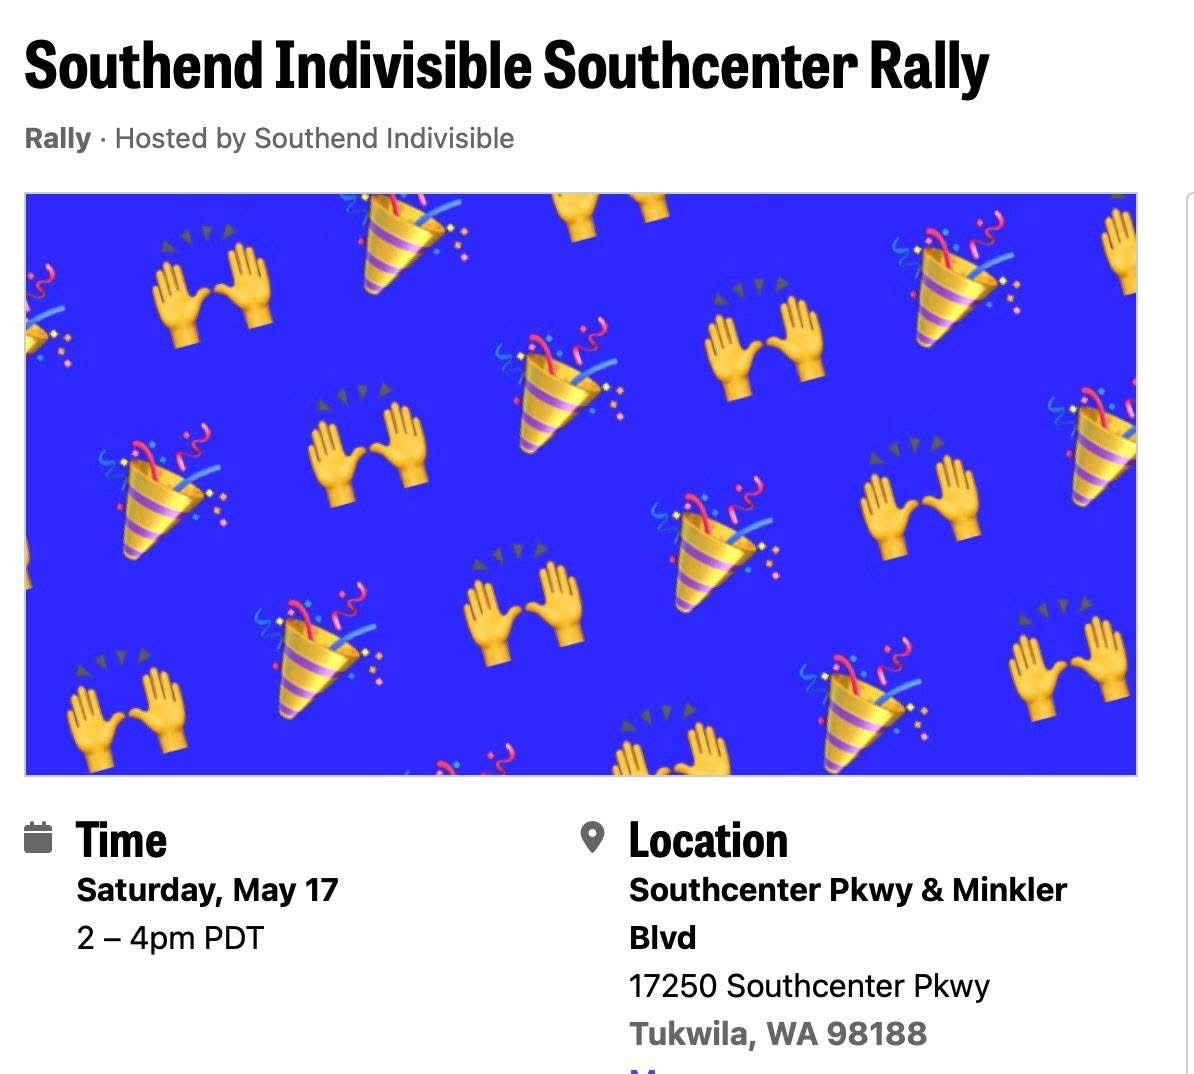 Southend Indivisible Southcenter Rally
Rally · Hosted by Southend Indivisible
Time
Saturday, May 17
2 – 4pm PDT
Location
Southcenter Pkwy & Minkler
Blvd
17250 Southcenter Pkwy
Tukwila, WA 98188